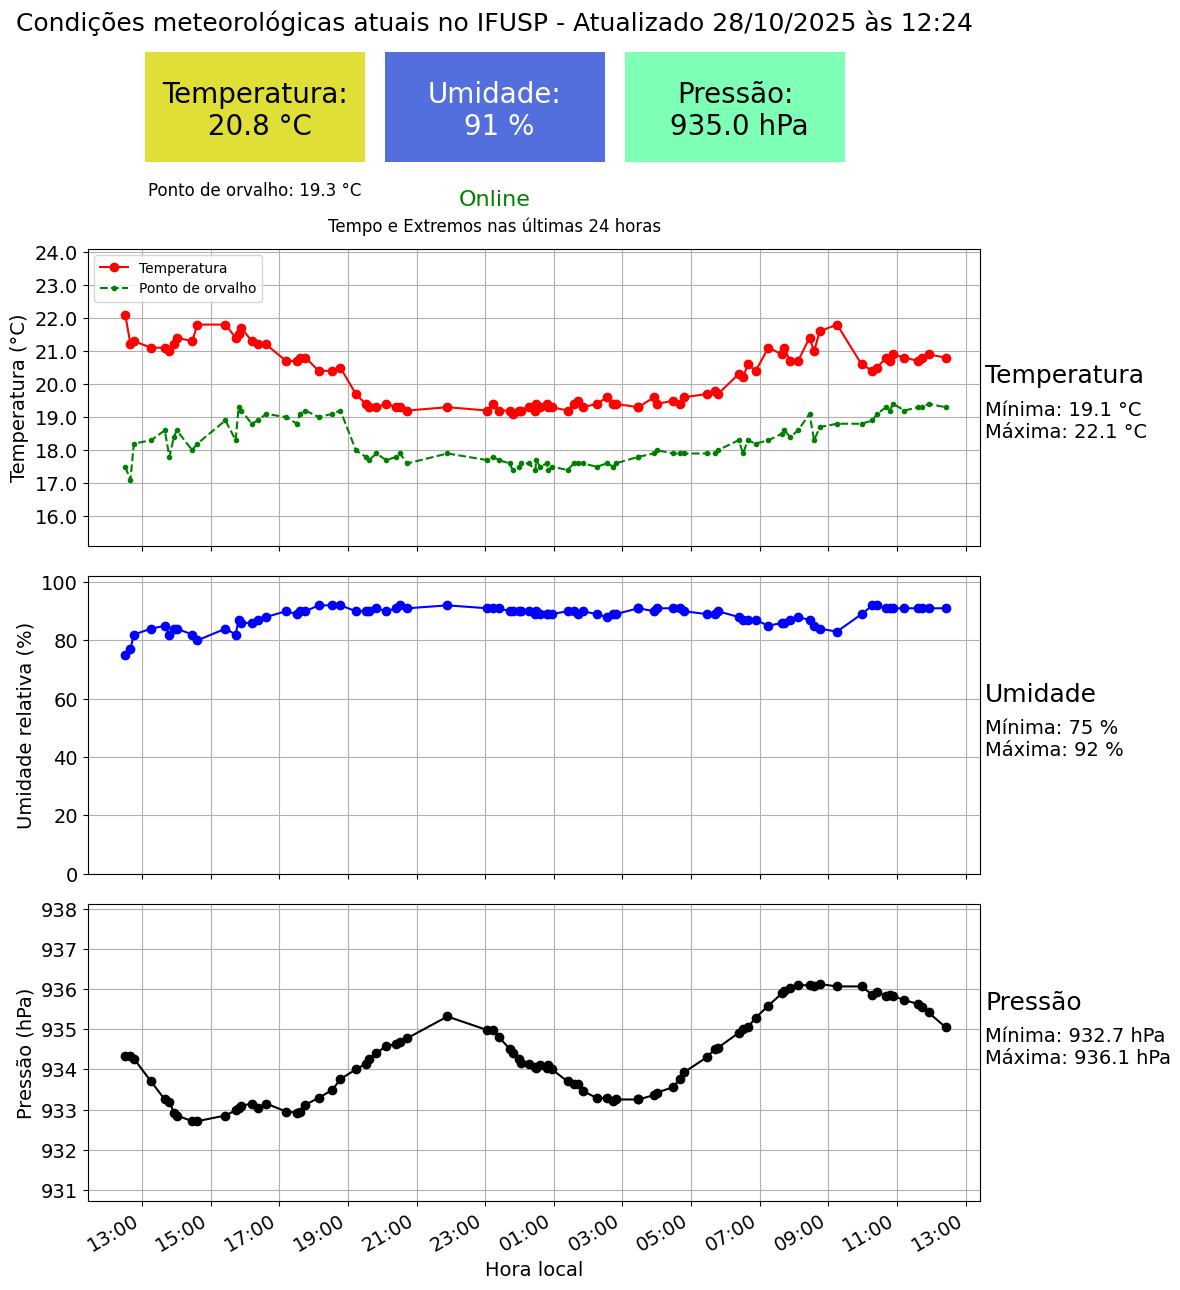 Condições meteorológicas atuais no IFUSP - Atualizado 28/10/2025 às 12:24
Temperatura:
20.8 °C
Umidade:
91 %
Pressão:
935.0 hPa
Ponto de orvalho: 19.3 °C
Online
Tempo e Extremos nas últimas 24 horas
Temperatura (°C)
24.0
23.0
22.0
21.0
20.0
19.0
18.0
17.0
16.0
Temperatura
Ponto de orvalho
Temperatura
Mínima: 19.1 °C
Máxima: 22.1 °C
Umidade relativa (%)
100
80
60
40
20
0
Umidade
Mínima: 75 %
Máxima: 92 %
Pressão (hPa)
938
937
936
935
934
933
932
931
Pressão
Mínima: 932.7 hPa
Máxima: 936.1 hPa
13:00 15:00 17:00 19:00 21:00 23:00 01:00 03:00 05:00 07:00 09:00 11:00 13:00
Hora local